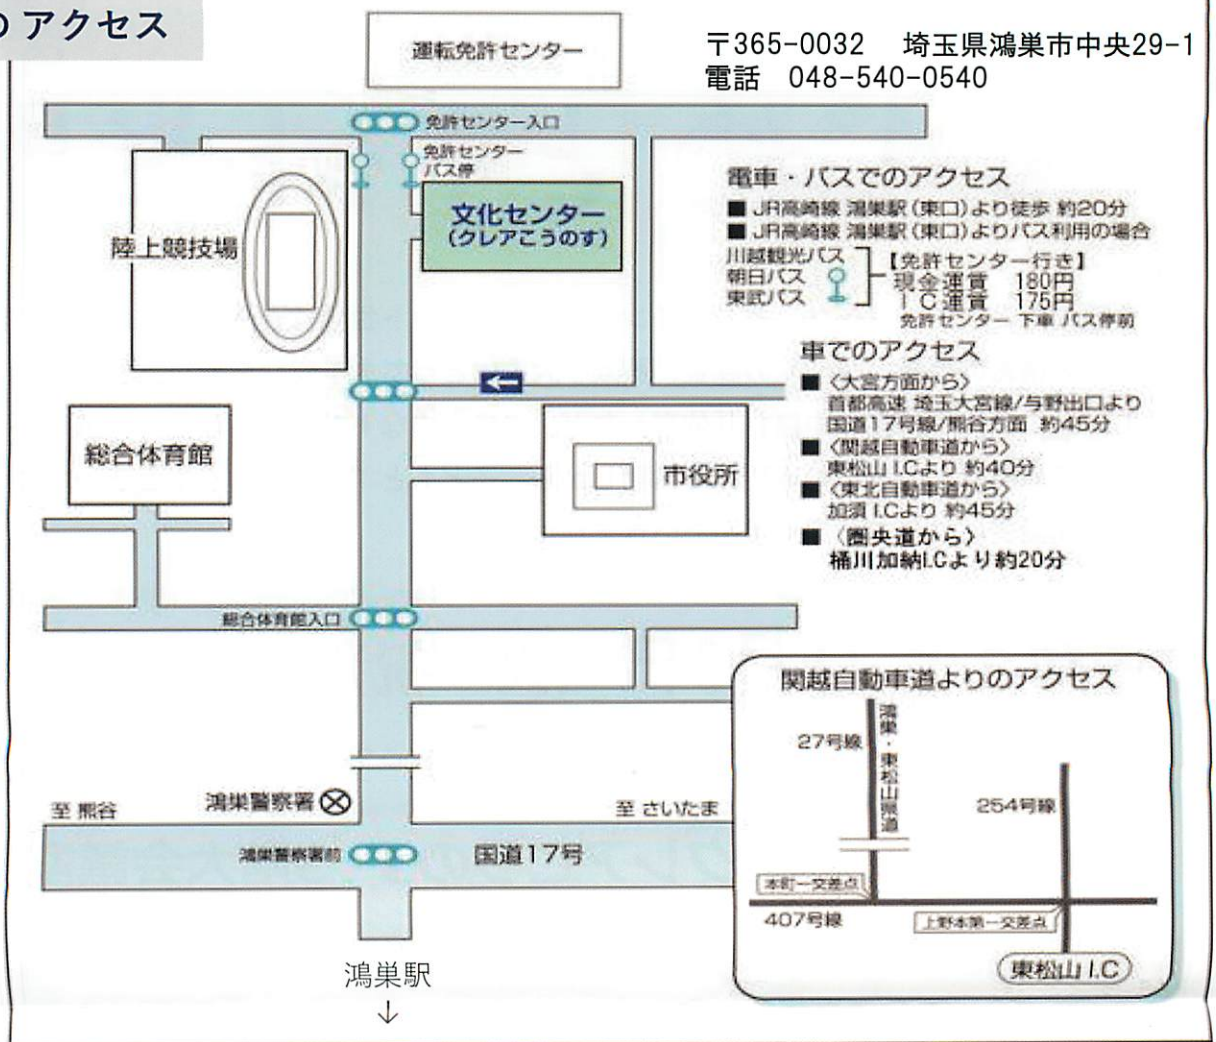 の アクセス
〒365-0032 埼玉県鴻巣市中央29-1
電話 048-540-0540
運転免許センター
免許センター入口
免許センター
バス停
文化センター
(クレアこうのす)
陸上競技場
電車・バスでのアクセス
■ JR高崎線 鴻巣駅(東口)より徒歩 約20分
■ JR高崎線 鴻巣駅(東口)よりバス利用の場合
川越観光バス
朝日バス
東武バス
【免許センター行き】
現金運賃 180円
IC運賃 175円
免許センター 下車 バス停前
車でのアクセス
■〈大宮方面から〉
首都高速 埼玉大宮線/与野出口より
国道17号線/熊谷方面 約45分
■〈関越自動車道から〉
東松山 I.Cより 約40分
■〈東北自動車道から〉
加須 I.Cより 約45分
■〈圏央道から〉
桶川加納I.Cより約20分
総合体育館
市役所
総合体育館入口
至 熊谷
鴻巣警察署
至 さいたま
鴻巣警察署前
国道17号
鴻巣駅
↓
関越自動車道よりのアクセス
27号線
鴻巣・東松山県道
254号線
本町一交差点
407号線
上野本第一交差点
東松山 I.C